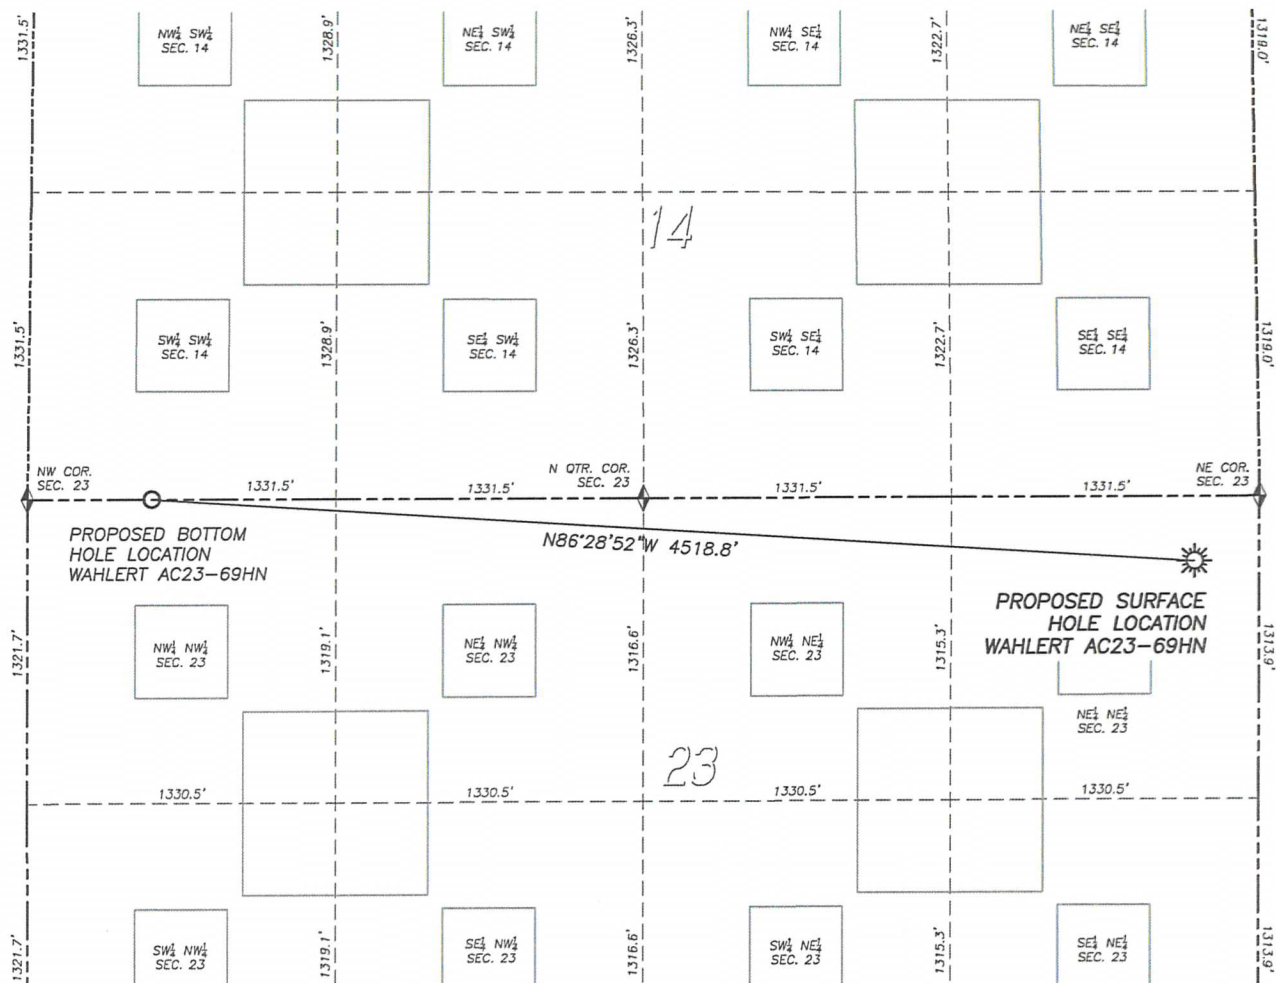 1331.5'
NW¼ SW¼
SEC. 14
1328.9'
NE¼ SW¼
SEC. 14
1326.3'
NW¼ SE¼
SEC. 14
1322.7'
NE¼ SE¼
SEC. 14
1319.0'
14
1331.5'
SW¼ SW¼
SEC. 14
1328.9'
SE¼ SW¼
SEC. 14
1326.3'
SW¼ SE¼
SEC. 14
1322.7'
SE¼ SE¼
SEC. 14
1319.0'
NW COR.
SEC. 23
1331.5'
1331.5'
N QTR. COR.
SEC. 23
1331.5'
1331.5'
NE COR.
SEC. 23
PROPOSED BOTTOM
HOLE LOCATION
WAHLERT AC23-69HN
N86°28'52"W 4518.8'
PROPOSED SURFACE
HOLE LOCATION
WAHLERT AC23-69HN
1321.7'
NW¼ NW¼
SEC. 23
1319.1'
NE¼ NW¼
SEC. 23
1316.6'
NW¼ NE¼
SEC. 23
1315.3'
NE¼ NE¼
SEC. 23
1313.9'
23
1330.5'
1330.5'
1330.5'
1330.5'
1321.7'
SW¼ NW¼
SEC. 23
1319.1'
SE¼ NW¼
SEC. 23
1316.6'
SW¼ NE¼
SEC. 23
1315.3'
SE¼ NE¼
SEC. 23
1313.9'